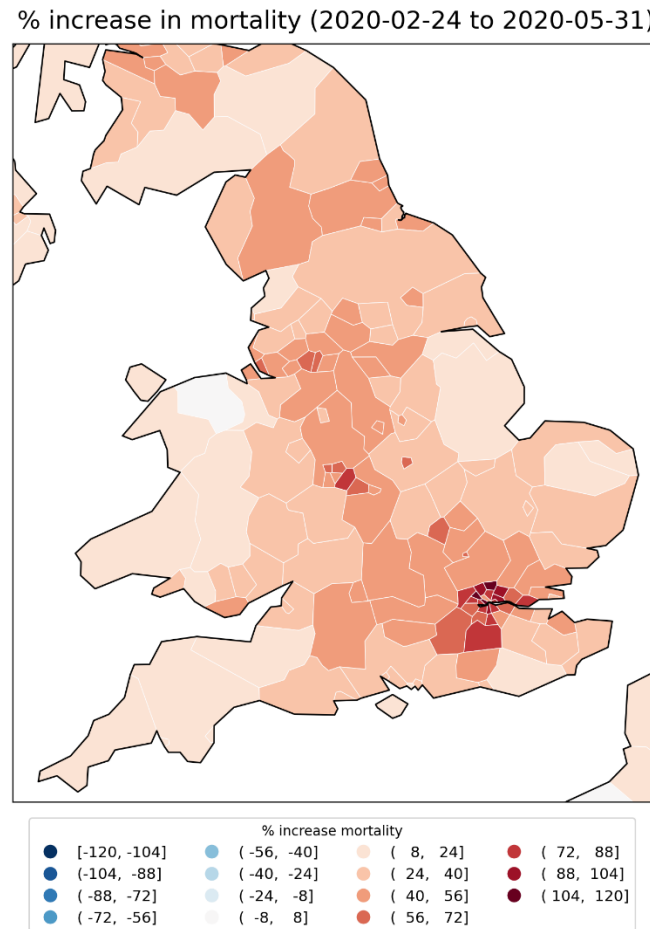 % increase in mortality (2020-02-24 to 2020-05-31)
% increase mortality
[-120, -104]
(-104, -88]
(-88, -72]
(-72, -56]
(-56, -40]
(-40, -24]
(-24, -8]
( -8, 8]
( 8, 24]
( 24, 40]
( 40, 56]
( 56, 72]
( 72, 88]
( 88, 104]
( 104, 120]